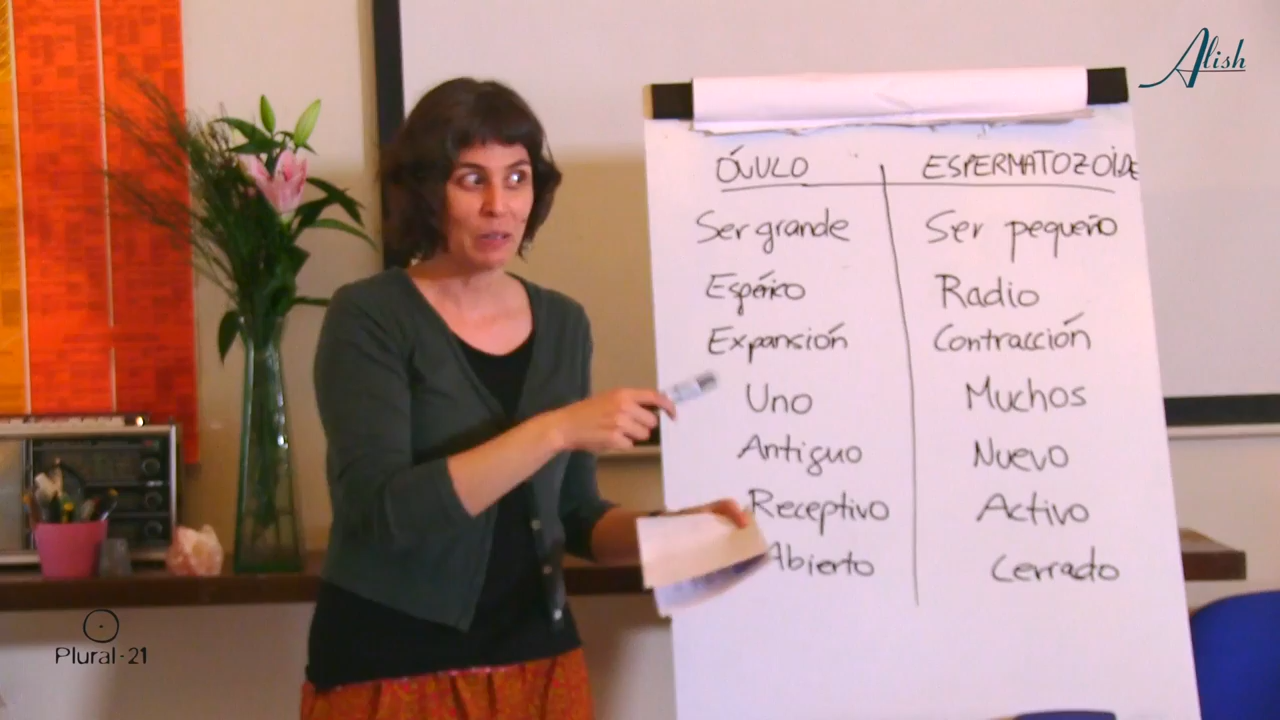 Alish
ÓVULO ESPERMATOZOIDE
Ser grande Ser pequeño
Esférico Radio
Expansión Contracción
Uno Muchos
Antiguo Nuevo
Receptivo Activo
Abierto Cerrado
Plural-21